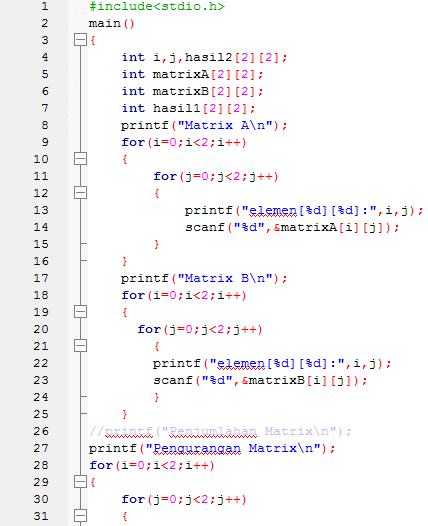 1 #include<stdio.h>
2 main()
3 {
4 int i,j,hasil2[2][2];
5 int matrixA[2][2];
6 int matrixB[2][2];
7 int hasil1[2][2];
8 printf("Matrix A\n");
9 for(i=0;i<2;i++)
10 {
11 for(j=0;j<2;j++)
12 {
13 printf("elemen[%d][%d]:",i,j);
14 scanf("%d",&matrixA[i][j]);
15 }
16 }
17 printf("Matrix B\n");
18 for(i=0;i<2;i++)
19 {
20 for(j=0;j<2;j++)
21 {
22 printf("elemen[%d][%d]:",i,j);
23 scanf("%d",&matrixB[i][j]);
24 }
25 }
26 //printf("Penjumlahan Matrix\n");
27 printf("Pengurangan Matrix\n");
28 for(i=0;i<2;i++)
29 {
30 for(j=0;j<2;j++)
31 {